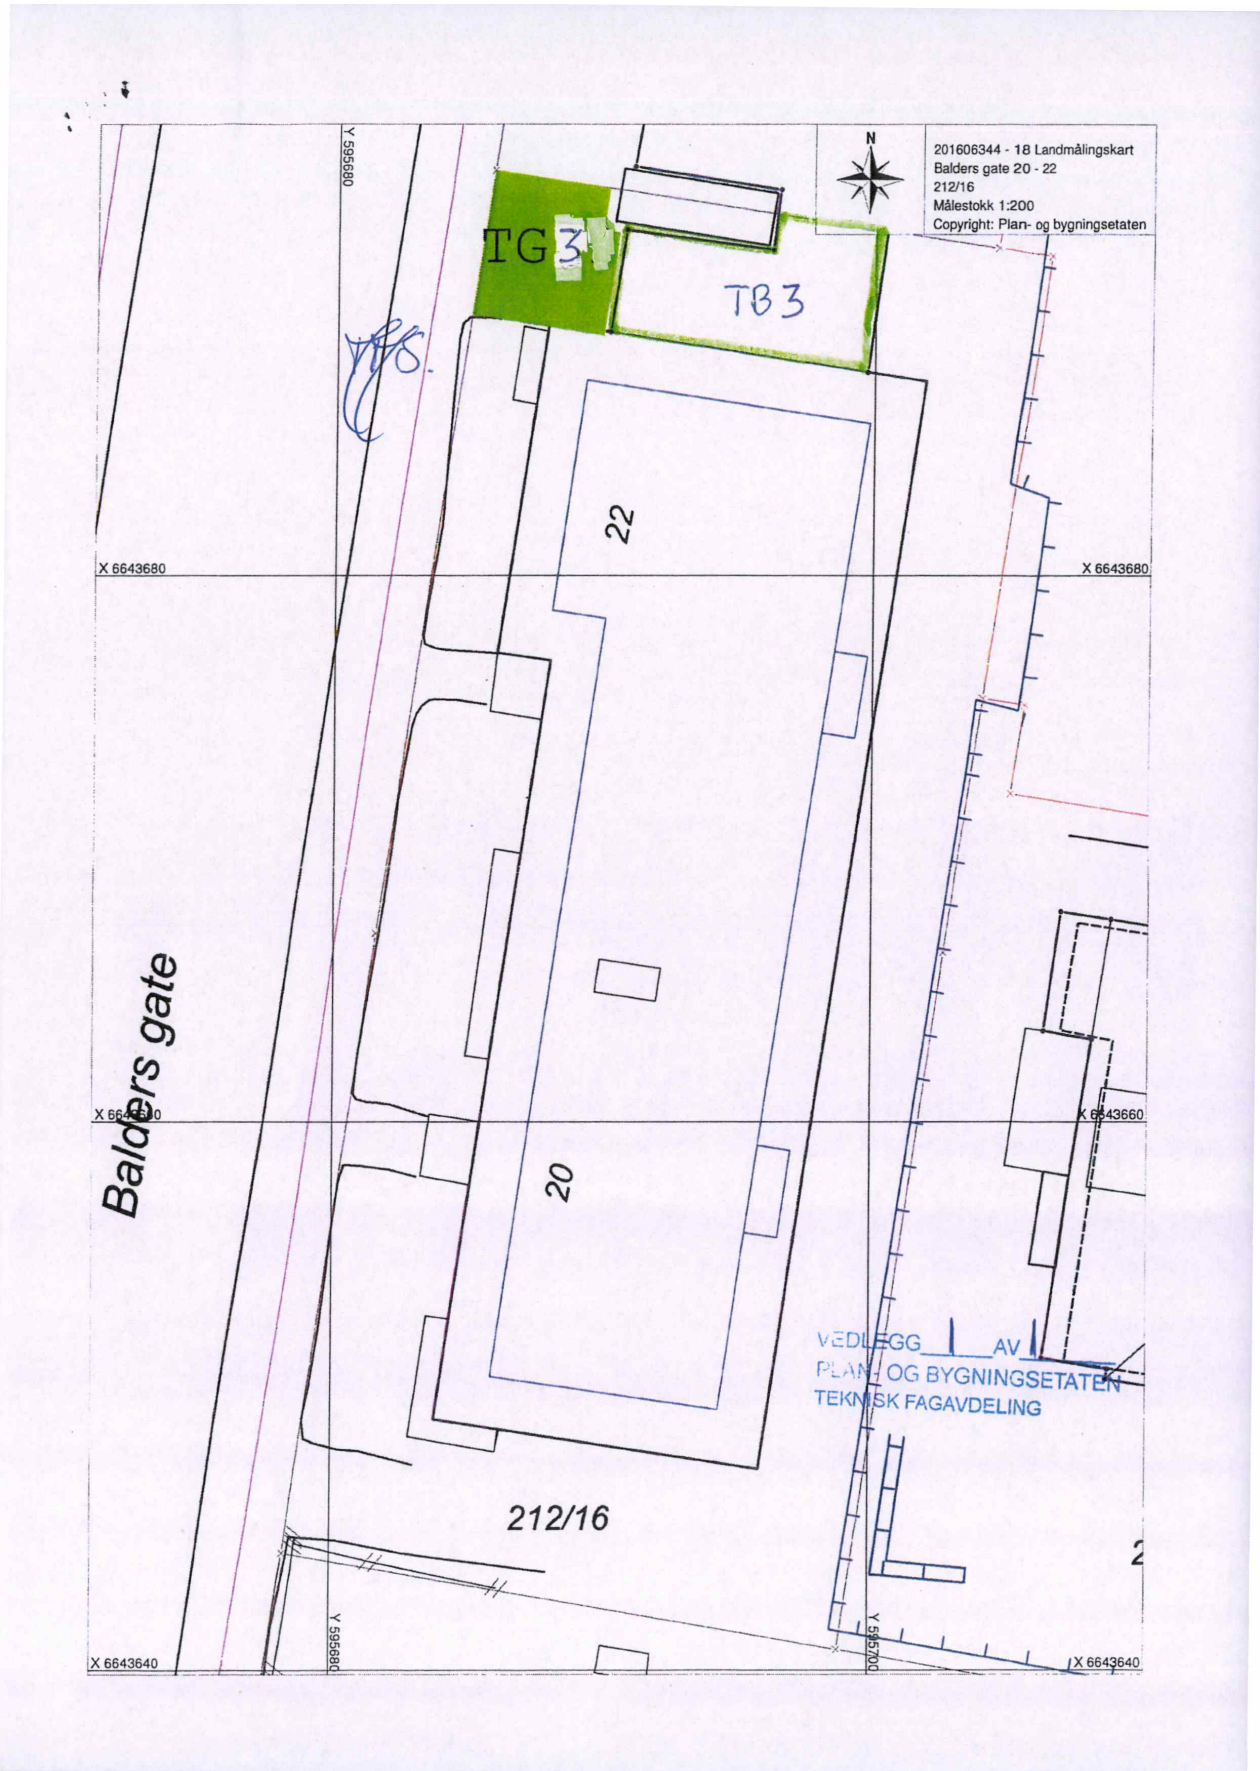 Y 595680
N
201606344 - 18 Landmålingskart
Balders gate 20 - 22
212/16
Målestokk 1:200
Copyright: Plan- og bygningsetaten
TG 3
TB 3
22
X 6643680
X 6643680
Balders gate
X 6643660
X 6643660
20
VEDLEGG 1 AV 1
PLAN- OG BYGNINGSETATEN
TEKNISK FAGAVDELING
212/16
2
Y 595680
Y 595700
X 6643640
X 6643640